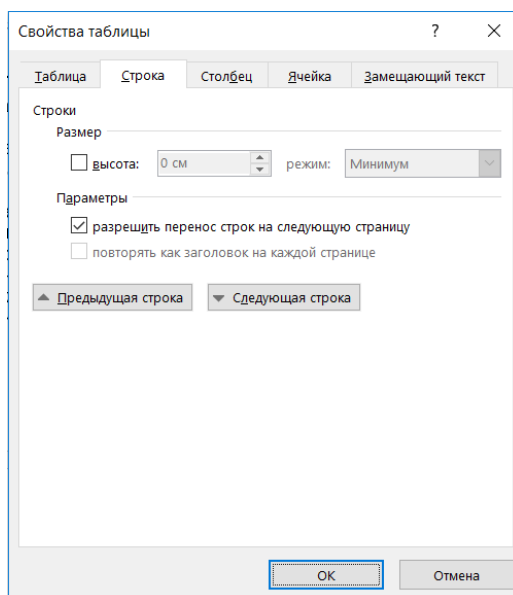 Свойства таблицы ?
Таблица Строка Столбец Ячейка Замещающий текст
Строки
Размер
высота: 0 см режим: Минимум
Параметры
разрешить перенос строк на следующую страницу
повторять как заголовок на каждой странице
Предыдущая строка Следующая строка
ОК Отмена